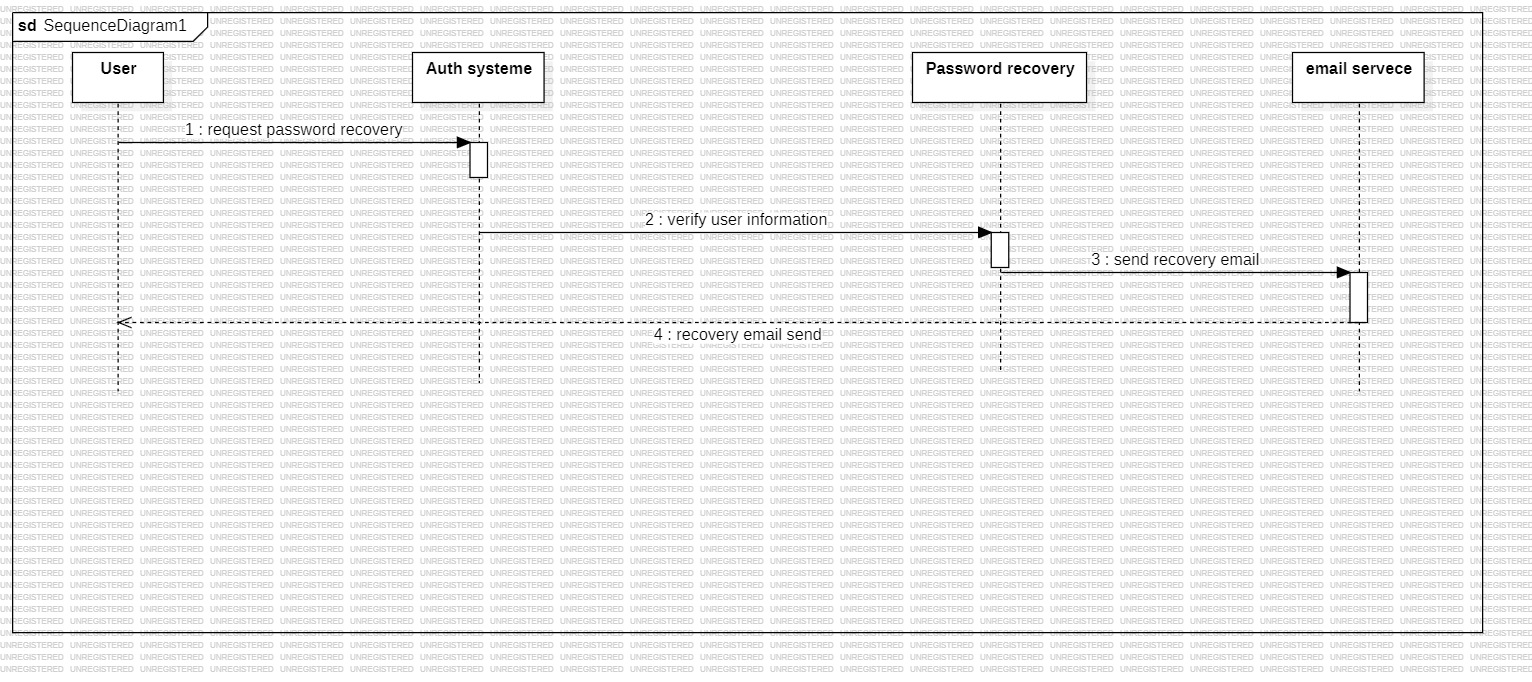 sd SequenceDiagram1
User
Auth systeme
Password recovery
email servece
1 : request password recovery
2 : verify user information
3 : send recovery email
4 : recovery email send
UNREGISTERED